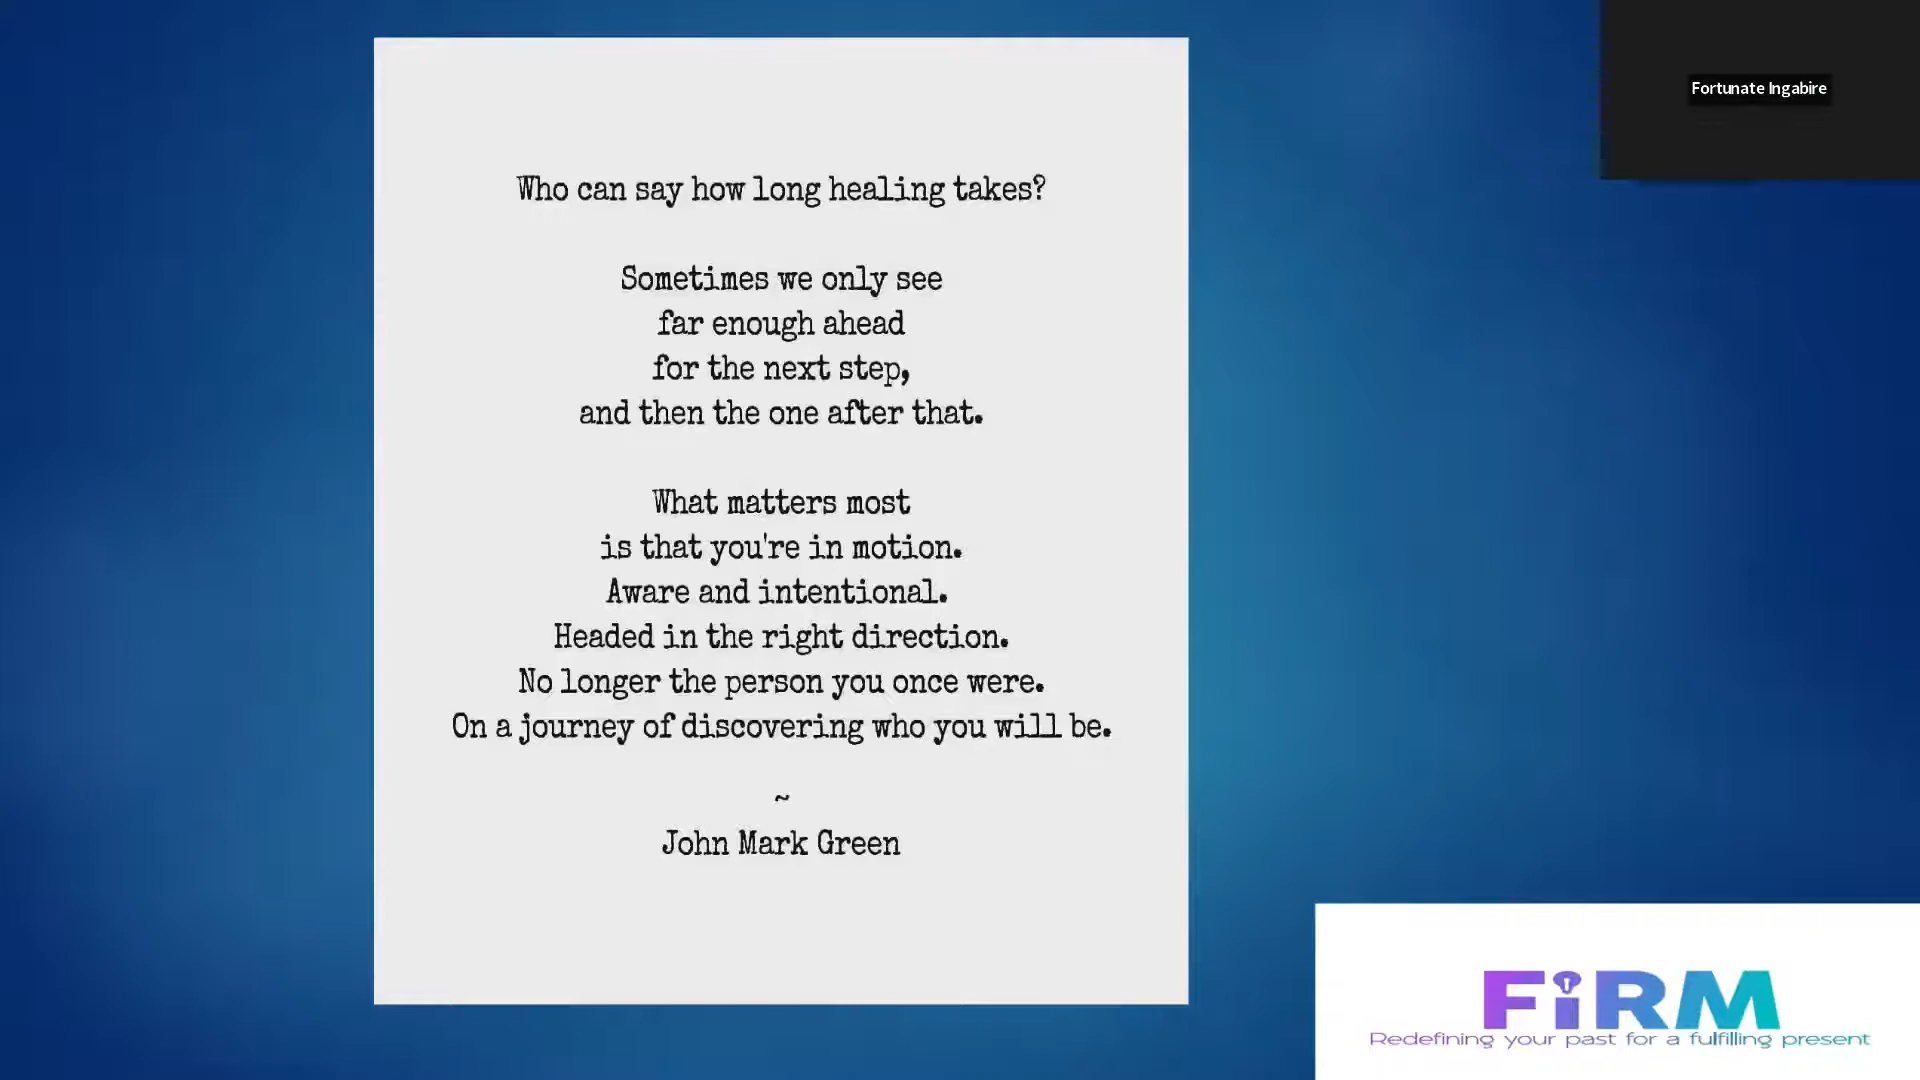 Fortunate Ingabire
Who can say how long healing takes?
Sometimes we only see
far enough ahead
for the next step,
and then the one after that.
What matters most
is that you're in motion.
Aware and intentional.
Headed in the right direction.
No longer the person you once were.
On a journey of discovering who you will be.
~
John Mark Green
FiRM
Redefining your past for a fulfilling present